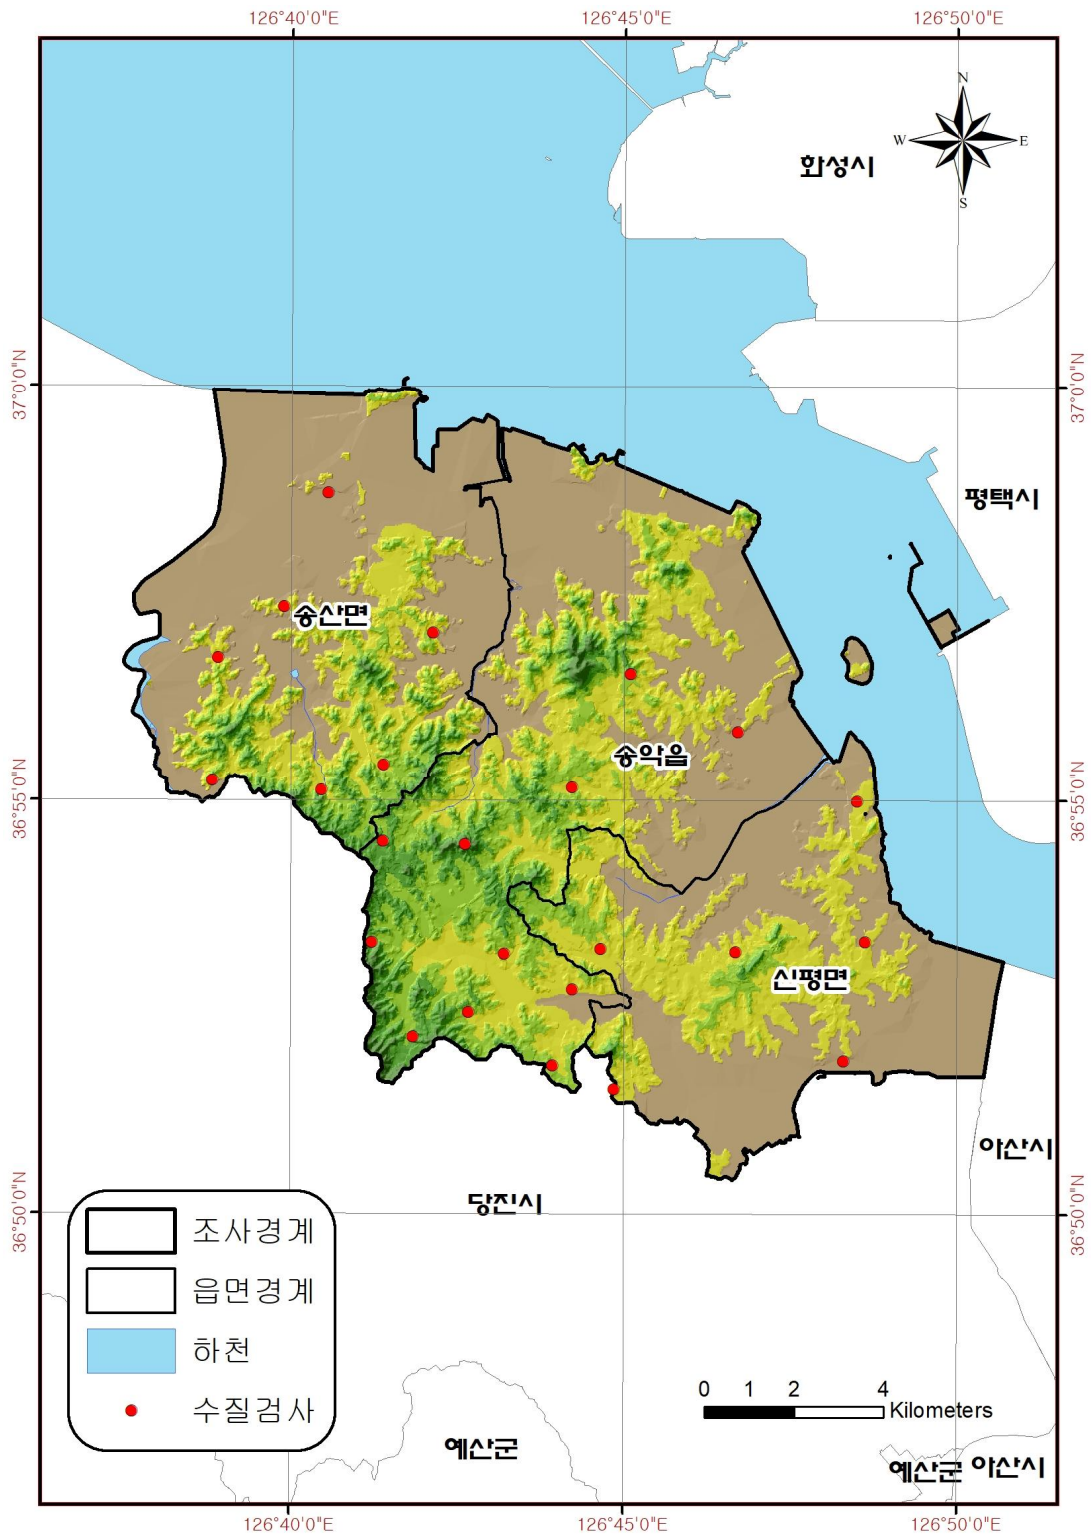 126°40'0"E 126°45'0"E 126°50'0"E
N
W E
S
화성시
37°0'0"N 37°0'0"N
평택시
송산면
송악읍
36°55'0"N 36°55'0"N
신평면
아산시
당진시
36°50'0"N 36°50'0"N
조사경계
읍면경계
하천
수질검사
0 1 2 4
Kilometers
예산군
예산군 아산시
126°40'0"E 126°45'0"E 126°50'0"E